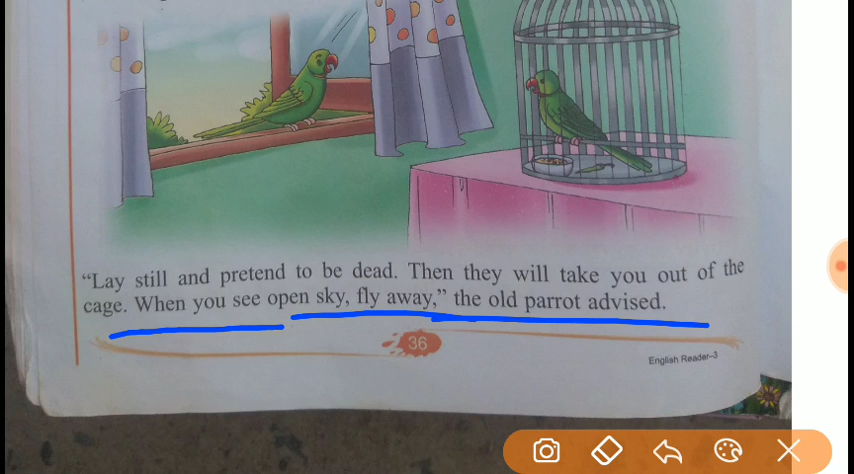 “Lay still and pretend to be dead. Then they will take you out of the
cage. When you see open sky, fly away,” the old parrot advised.
36
English Reader-3